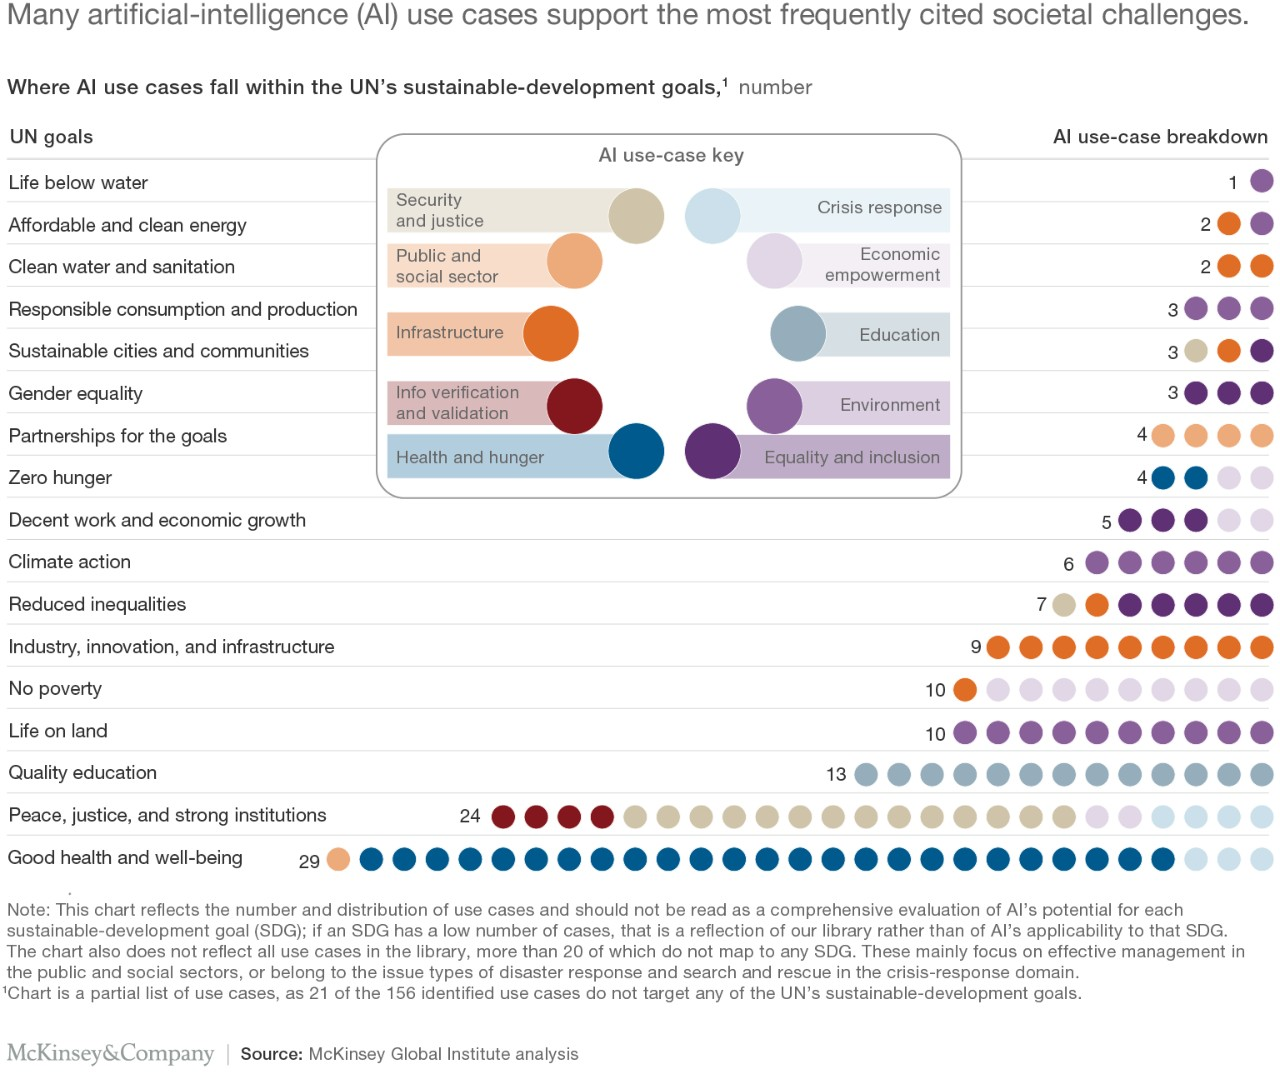 Many artificial-intelligence (AI) use cases support the most frequently cited societal challenges.
Where AI use cases fall within the UN's sustainable-development goals,¹ number
UN goals
AI use-case breakdown
AI use-case key
Security
and justice
Public and
social sector
Infrastructure
Info verification
and validation
Health and hunger
Crisis response
Economic
empowerment
Education
Environment
Equality and inclusion
Life below water 1
Affordable and clean energy 2
Clean water and sanitation 2
Responsible consumption and production 3
Sustainable cities and communities 3
Gender equality 3
Partnerships for the goals 4
Zero hunger 4
Decent work and economic growth 5
Climate action 6
Reduced inequalities 7
Industry, innovation, and infrastructure 9
No poverty 10
Life on land 10
Quality education 13
Peace, justice, and strong institutions 24
Good health and well-being 29
Note: This chart reflects the number and distribution of use cases and should not be read as a comprehensive evaluation of AI's potential for each
sustainable-development goal (SDG); if an SDG has a low number of cases, that is a reflection of our library rather than of AI's applicability to that SDG.
The chart also does not reflect all use cases in the library, more than 20 of which do not map to any SDG. These mainly focus on effective management in
the public and social sectors, or belong to the issue types of disaster response and search and rescue in the crisis-response domain.
¹Chart is a partial list of use cases, as 21 of the 156 identified use cases do not target any of the UN's sustainable-development goals.
McKinsey&Company | Source: McKinsey Global Institute analysis